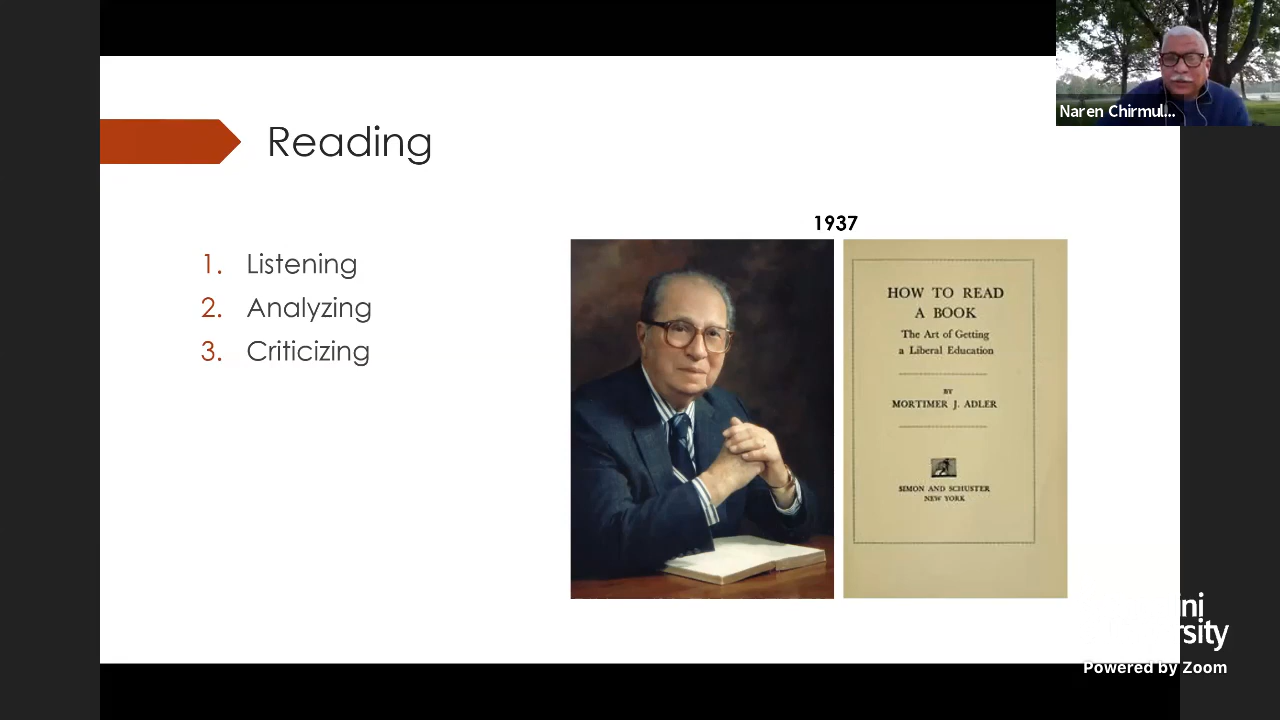 Naren Chirmul...
Reading
1. Listening
2. Analyzing
3. Criticizing
1937
HOW TO READ
A BOOK
The Art of Getting
a Liberal Education
BY
MORTIMER J. ADLER
SIMON AND SCHUSTER
NEW YORK
Powered by Zoom